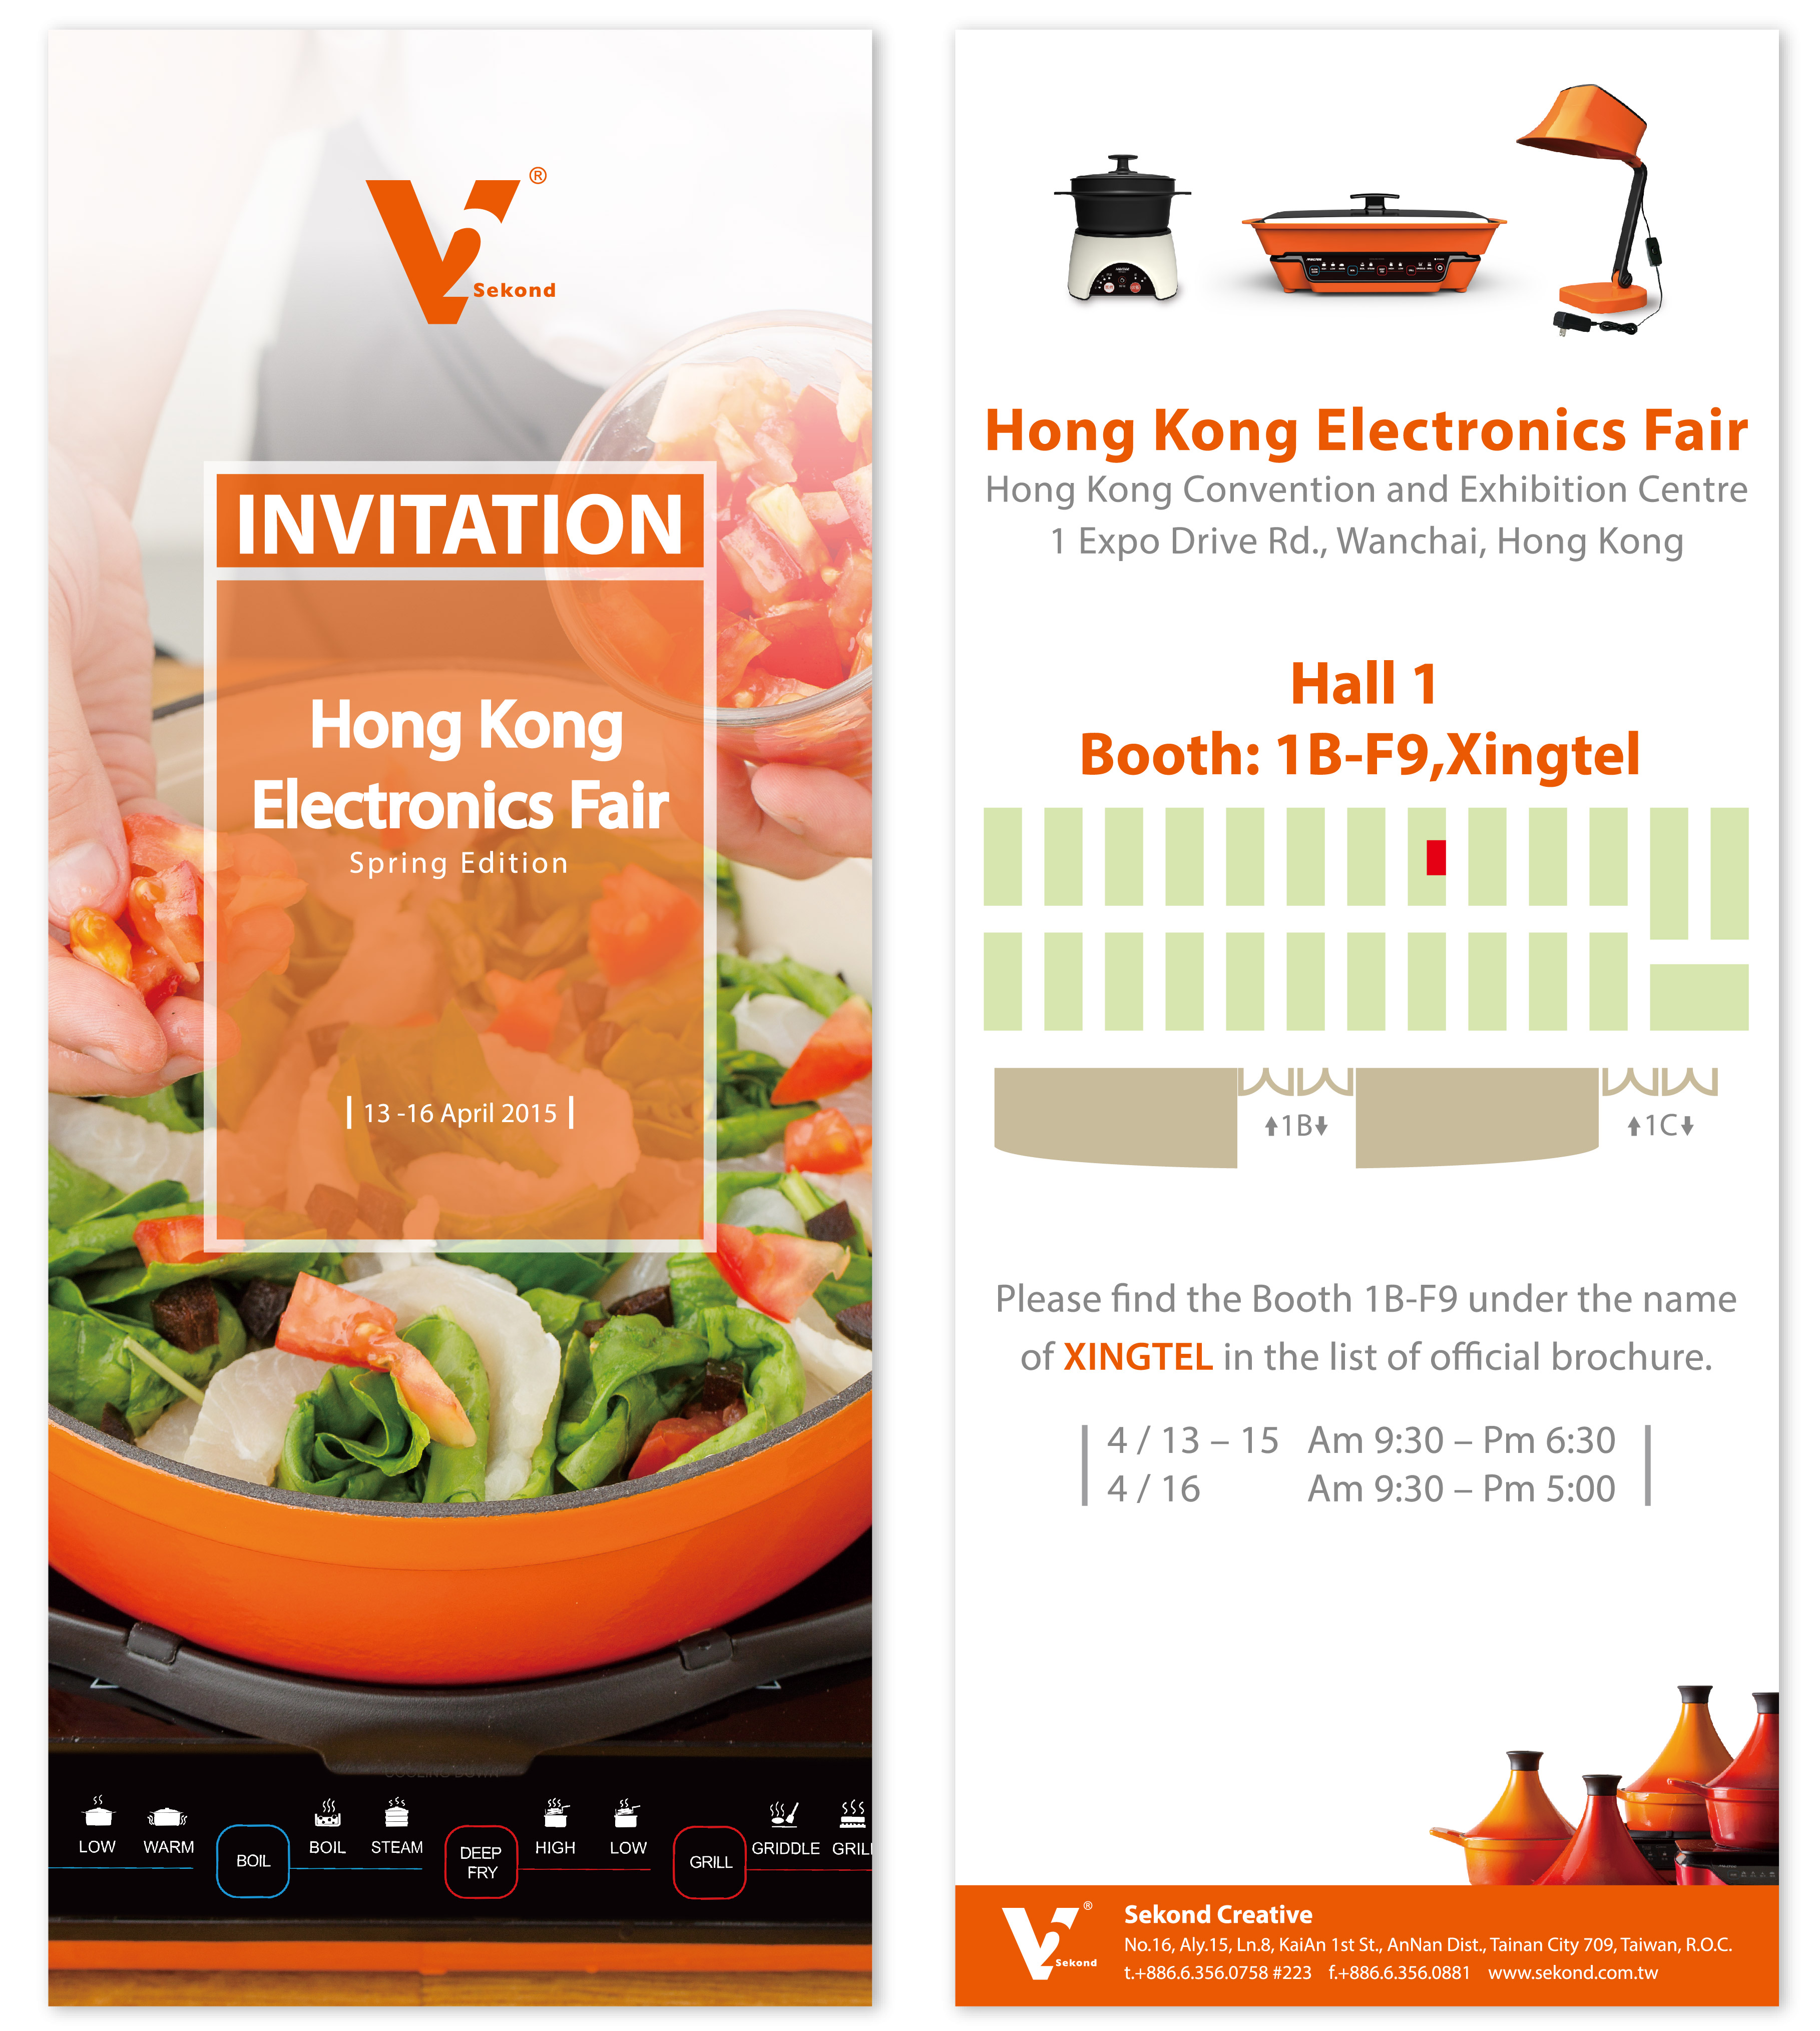 V2 Sekond ®
INVITATION
Hong Kong
Electronics Fair
Spring Edition
| 13 -16 April 2015 |
COOLING DOWN
LOW WARM BOIL BOIL STEAM DEEP FRY HIGH LOW GRILL GRIDDLE GRILL
Hong Kong Electronics Fair
Hong Kong Convention and Exhibition Centre
1 Expo Drive Rd., Wanchai, Hong Kong
Hall 1
Booth: 1B-F9,Xingtel
1B 1C
Please find the Booth 1B-F9 under the name
of XINGTEL in the list of official brochure.
4 / 13 – 15 Am 9:30 – Pm 6:30
4 / 16 Am 9:30 – Pm 5:00
V2 Sekond ®
Sekond Creative
No.16, Aly.15, Ln.8, KaiAn 1st St., AnNan Dist., Tainan City 709, Taiwan, R.O.C.
t.+886.6.356.0758 #223 f.+886.6.356.0881 www.sekond.com.tw